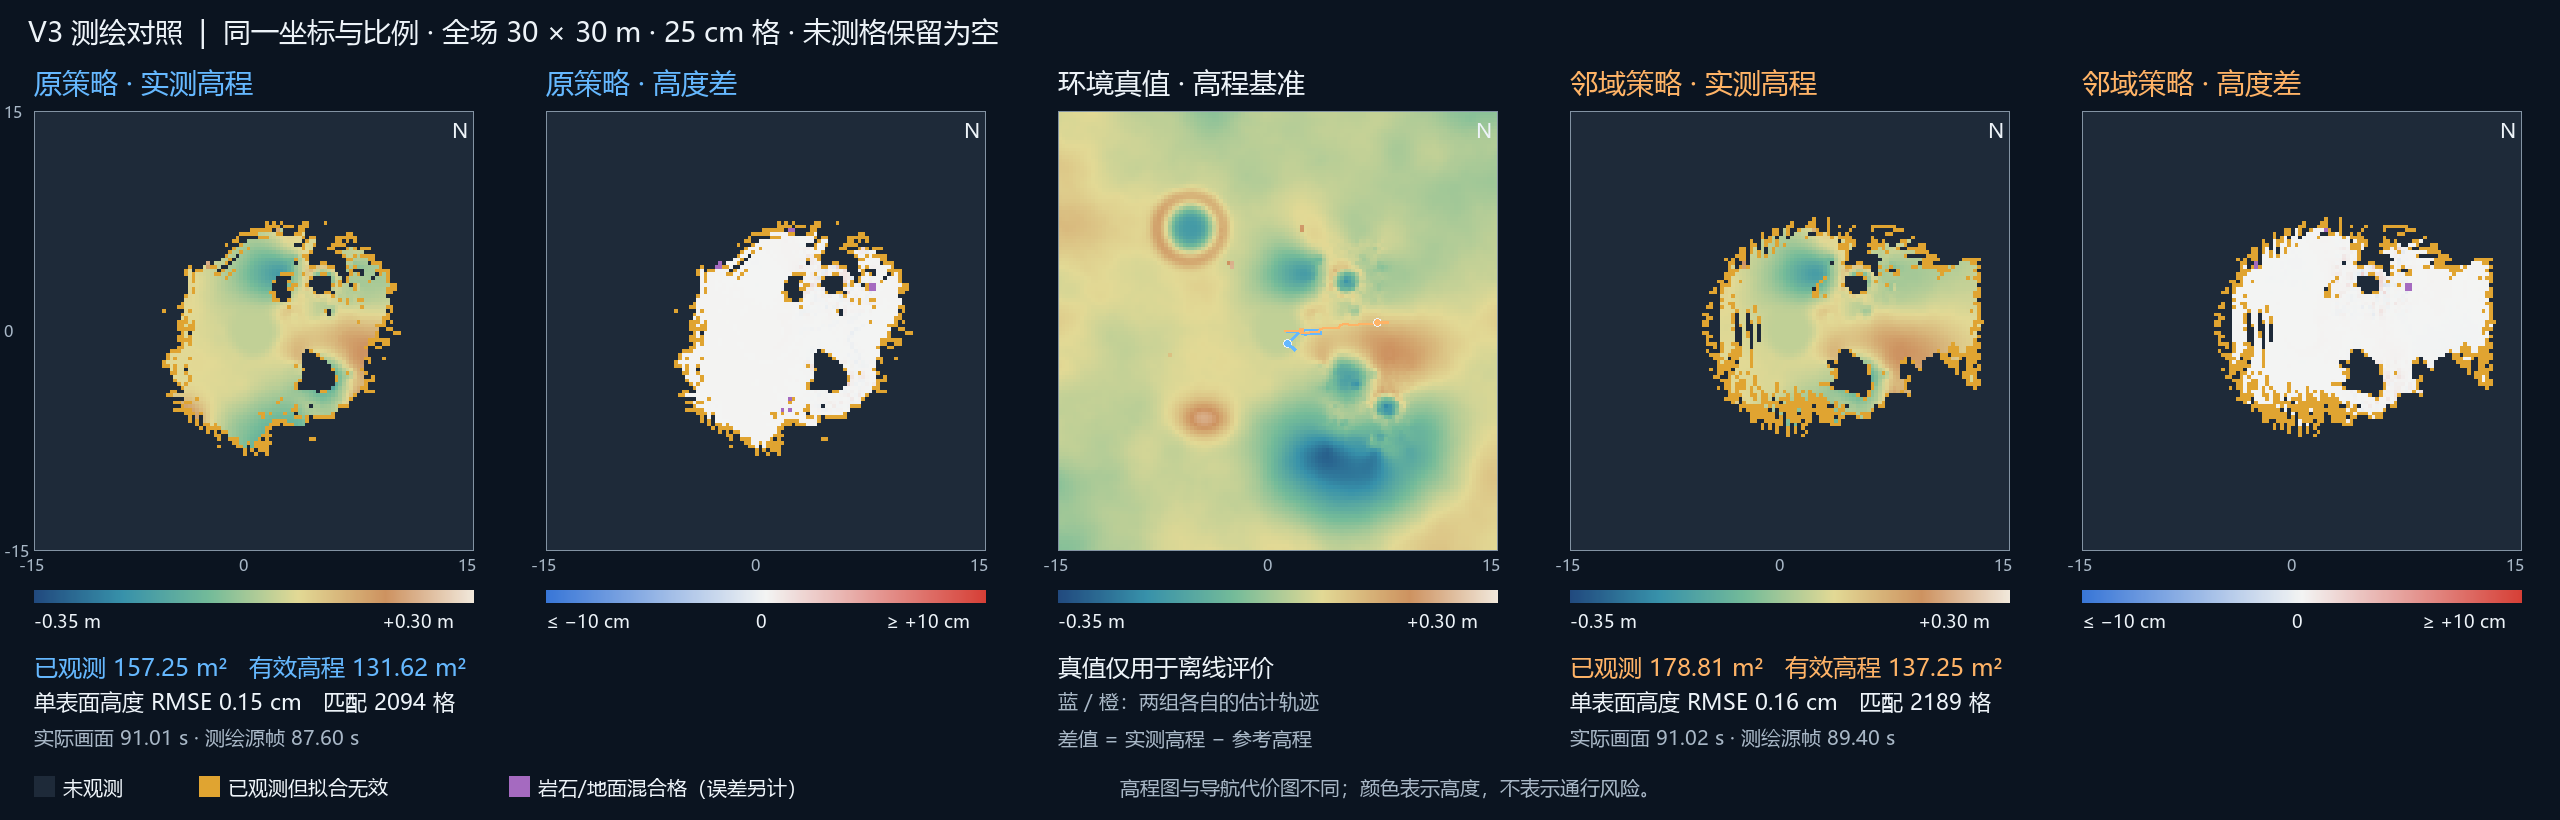 V3 测绘对照 | 同一坐标与比例 · 全场 30 × 30 m · 25 cm 格 · 未测格保留为空
原策略 · 实测高程
原策略 · 高度差
环境真值 · 高程基准
邻域策略 · 实测高程
邻域策略 · 高度差
15
N
N
N
N
N
0
-15
-15 0 15
-15 0 15
-15 0 15
-15 0 15
-15 0 15
-0.35 m +0.30 m
≤ −10 cm 0 ≥ +10 cm
-0.35 m +0.30 m
-0.35 m +0.30 m
≤ −10 cm 0 ≥ +10 cm
已观测 157.25 m² 有效高程 131.62 m²
单表面高度 RMSE 0.15 cm 匹配 2094 格
实际画面 91.01 s · 测绘源帧 87.60 s
真值仅用于离线评价
蓝 / 橙：两组各自的估计轨迹
差值 = 实测高程 − 参考高程
已观测 178.81 m² 有效高程 137.25 m²
单表面高度 RMSE 0.16 cm 匹配 2189 格
实际画面 91.02 s · 测绘源帧 89.40 s
未观测
已观测但拟合无效
岩石/地面混合格（误差另计）
高程图与导航代价图不同；颜色表示高度，不表示通行风险。